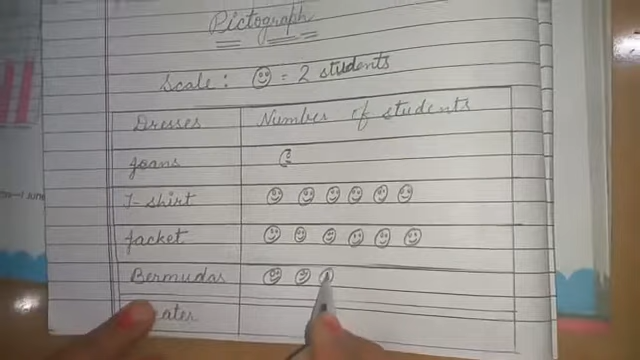 Pictograph
Scale: = 2 students
Dresses Number of students
Jeans
T-shirt
Jacket
Bermudas